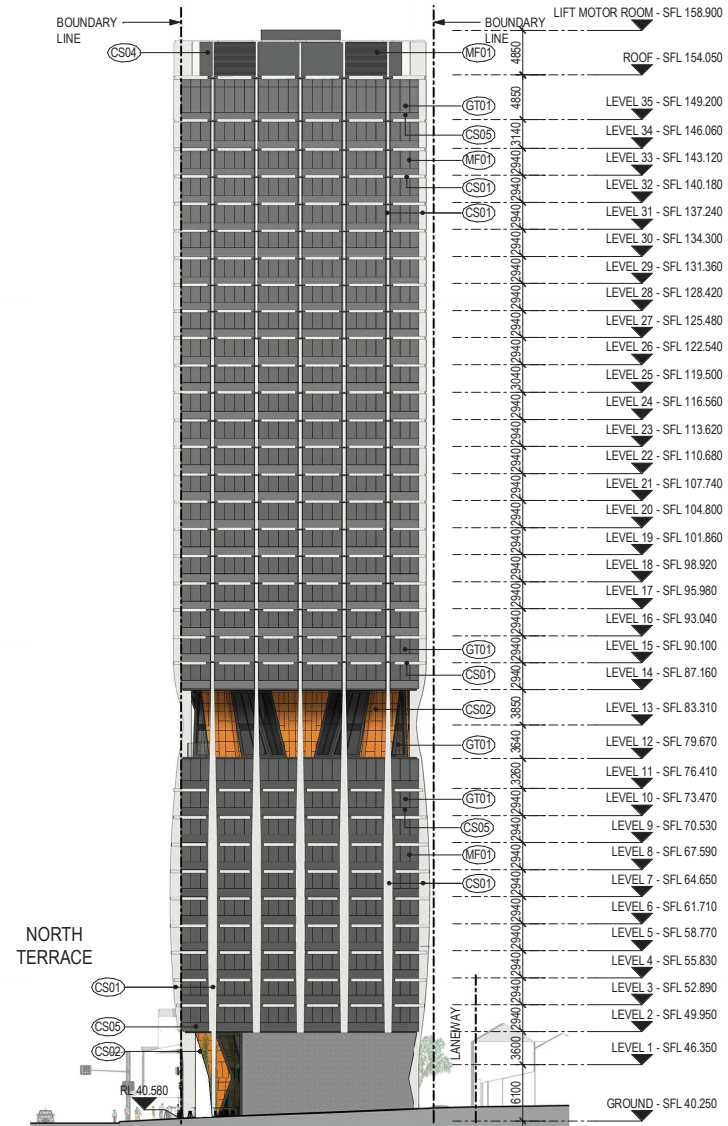 BOUNDARY
LINE
BOUNDARY
LINE
LIFT MOTOR ROOM - SFL 158.900
CS04
MF01
4850
ROOF - SFL 154.050
4850
GT01
LEVEL 35 - SFL 149.200
CS05
3140
LEVEL 34 - SFL 146.060
MF01
2940
LEVEL 33 - SFL 143.120
CS01
2940
LEVEL 32 - SFL 140.180
CS01
2940
LEVEL 31 - SFL 137.240
2940
LEVEL 30 - SFL 134.300
2940
LEVEL 29 - SFL 131.360
2940
LEVEL 28 - SFL 128.420
2940
LEVEL 27 - SFL 125.480
2940
LEVEL 26 - SFL 122.540
2940
LEVEL 25 - SFL 119.500
3040
LEVEL 24 - SFL 116.560
2940
LEVEL 23 - SFL 113.620
2940
LEVEL 22 - SFL 110.680
2940
LEVEL 21 - SFL 107.740
2940
LEVEL 20 - SFL 104.800
2940
LEVEL 19 - SFL 101.860
2940
LEVEL 18 - SFL 98.920
2940
LEVEL 17 - SFL 95.980
2940
LEVEL 16 - SFL 93.040
2940
GT01
LEVEL 15 - SFL 90.100
2940
CS01
LEVEL 14 - SFL 87.160
2940
CS02
3850
LEVEL 13 - SFL 83.310
GT01
3640
LEVEL 12 - SFL 79.670
3260
LEVEL 11 - SFL 76.410
GT01
2940
LEVEL 10 - SFL 73.470
CS05
2940
LEVEL 9 - SFL 70.530
MF01
2940
LEVEL 8 - SFL 67.590
CS01
2940
LEVEL 7 - SFL 64.650
2940
LEVEL 6 - SFL 61.710
2940
LEVEL 5 - SFL 58.770
2940
LEVEL 4 - SFL 55.830
2940
NORTH
TERRACE
CS01
LEVEL 3 - SFL 52.890
2940
CS05
LEVEL 2 - SFL 49.950
CS02
LANEWAY
3600
LEVEL 1 - SFL 46.350
RL 40.580
6100
GROUND - SFL 40.250